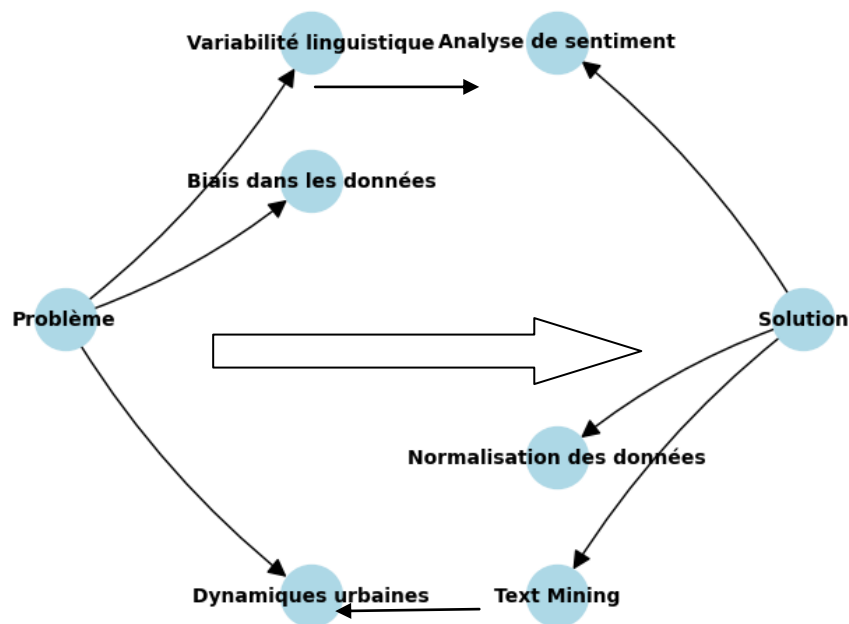 Variabilité linguistique
Analyse de sentiment
Biais dans les données
Problème
Solution
Normalisation des données
Dynamiques urbaines
Text Mining